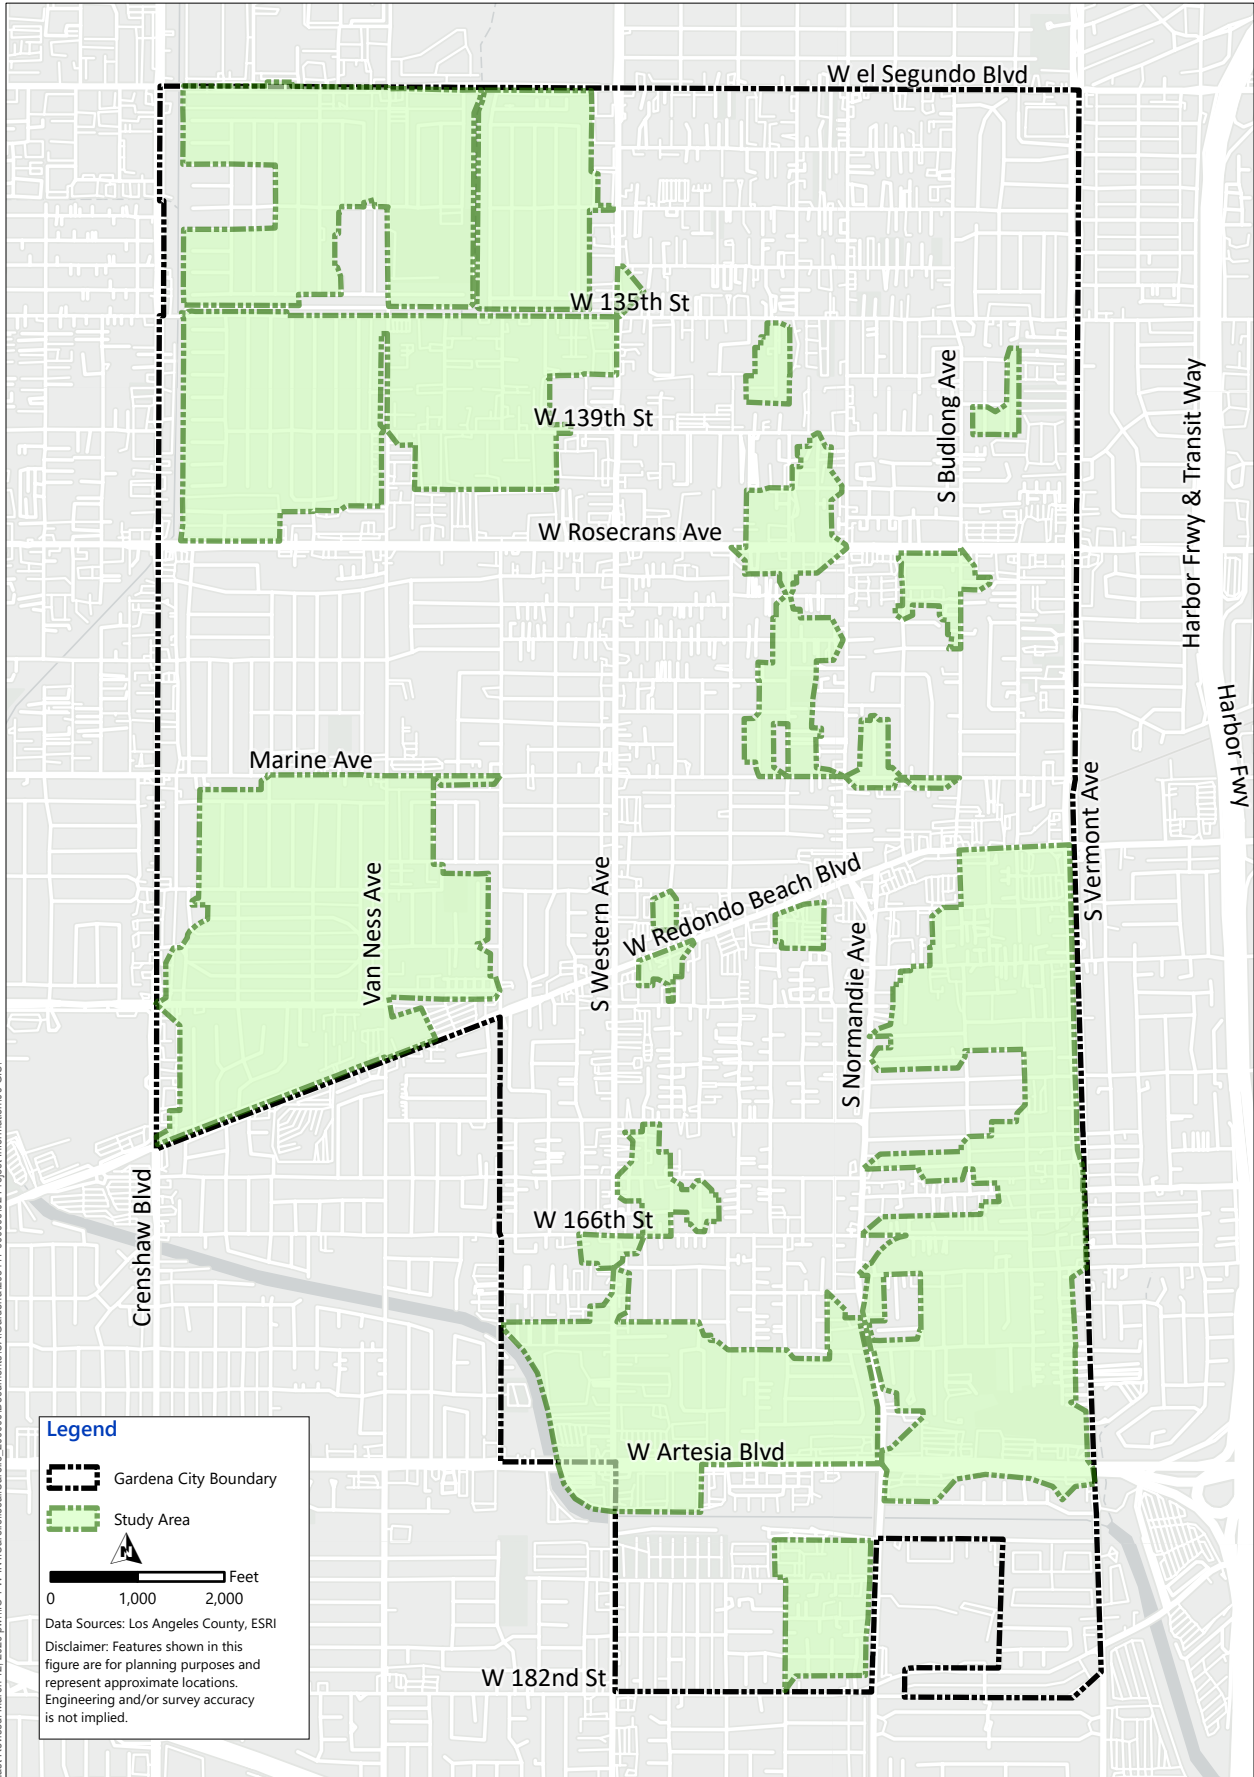 W el Segundo Blvd
W 135th St
S Budlong Ave
Harbor Frwy & Transit Way
W 139th St
W Rosecrans Ave
Harbor Fwy
Marine Ave
S Vermont Ave
Van Ness Ave
S Western Ave
W Redondo Beach Blvd
S Normandie Ave
Crenshaw Blvd
W 166th St
W Artesia Blvd
W 182nd St
Legend
Gardena City Boundary
Study Area
N
Feet
0 1,000 2,000
Data Sources: Los Angeles County, ESRI
Disclaimer: Features shown in this
figure are for planning purposes and
represent approximate locations.
Engineering and/or survey accuracy
is not implied.